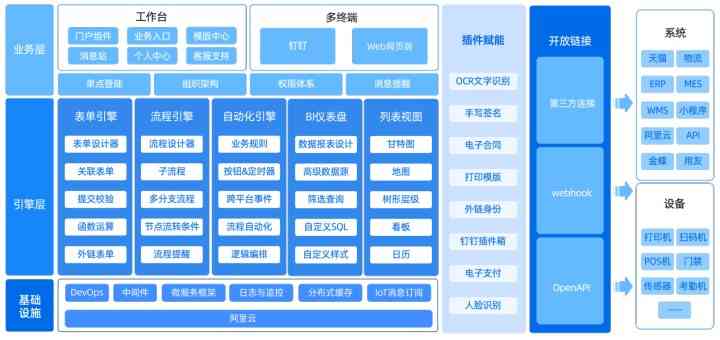 业务层
工作台
门户组件
业务入口
模版中心
消息站
个人中心
客服支持
多终端
钉钉
Web网页端
单点登陆
组织架构
权限体系
消息提醒
引擎层
表单引擎
表单设计器
关联表单
提交校验
函数运算
外链表单
流程引擎
流程设计器
子流程
多分支流程
节点流转条件
流程提醒
自动化引擎
业务规则
按钮&定时器
跨平台事件
流程自动化
逻辑编排
BI仪表盘
数据报表设计
高级数据源
筛选查询
自定义SQL
自定义样式
列表视图
甘特图
地图
树形层级
看板
日历
基础
设施
DevOps
中间件
微服务框架
日志与监控
分布式缓存
IoT消息订阅
阿里云
插件赋能
OCR文字识别
手写签名
电子合同
打印模版
外链身份
钉钉插件箱
电子支付
人脸识别
开放链接
第三方连接
webhook
OpenAPI
系统
天猫
物流
ERP
MES
WMS
小程序
阿里云
API
金蝶
用友
设备
打印机
扫码机
POS机
门禁
传感器
考勤机
······